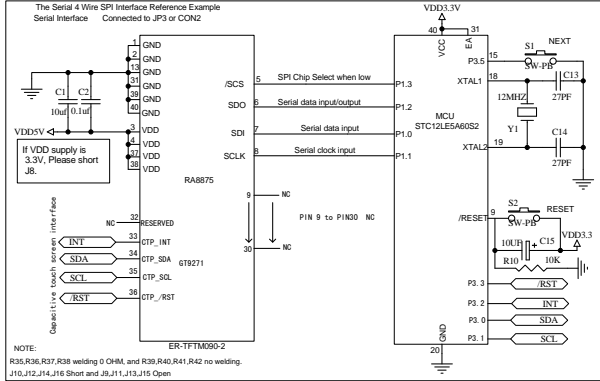 The Serial 4 Wire SPI Interface Reference Example
Serial Interface Connected to JP3 or CON2
1 GND
2 GND
13 GND
31 GND
39 GND
40 GND
C1 C2
10uf 0.1uf
VDD5V
3 VDD
4 VDD
37 VDD
38 VDD
If VDD supply is
3.3V, Please short
J8.
/SCS 5 SPI Chip Select when low P1.3
SDO 6 Serial data input/output P1.2
SDI 7 Serial data input P1.0
SCLK 8 Serial clock input P1.1
RA8875
9 NC
PIN 9 to PIN30 NC
30 NC
NC 32 RESERVED
INT 33 CTP_INT
SDA 34 CTP_SDA
SCL 35 CTP_SCL
/RST 36 CTP_/RST
GT9271
Capacitive touch screen interface
ER-TFTM090-2
VDD3.3V
40 31
VCC EA
MCU
STC12LE5A60S2
P3.5 15 S1 NEXT
SW-PB
XTAL1 18 C13
27PF
12MHZ
Y1
XTAL2 19 C14
27PF
/RESET 9 S2 RESET
SW-PB
VDD3.3
10UF + C15
R10 10K
P3.3 /RST
P3.2 INT
P3.0 SDA
P3.1 SCL
GND
20
NOTE:
R35,R36,R37,R38 welding 0 OHM, and R39,R40,R41,R42 no welding.
J10,J12,J14,J16 Short and J9,J11,J13,J15 Open